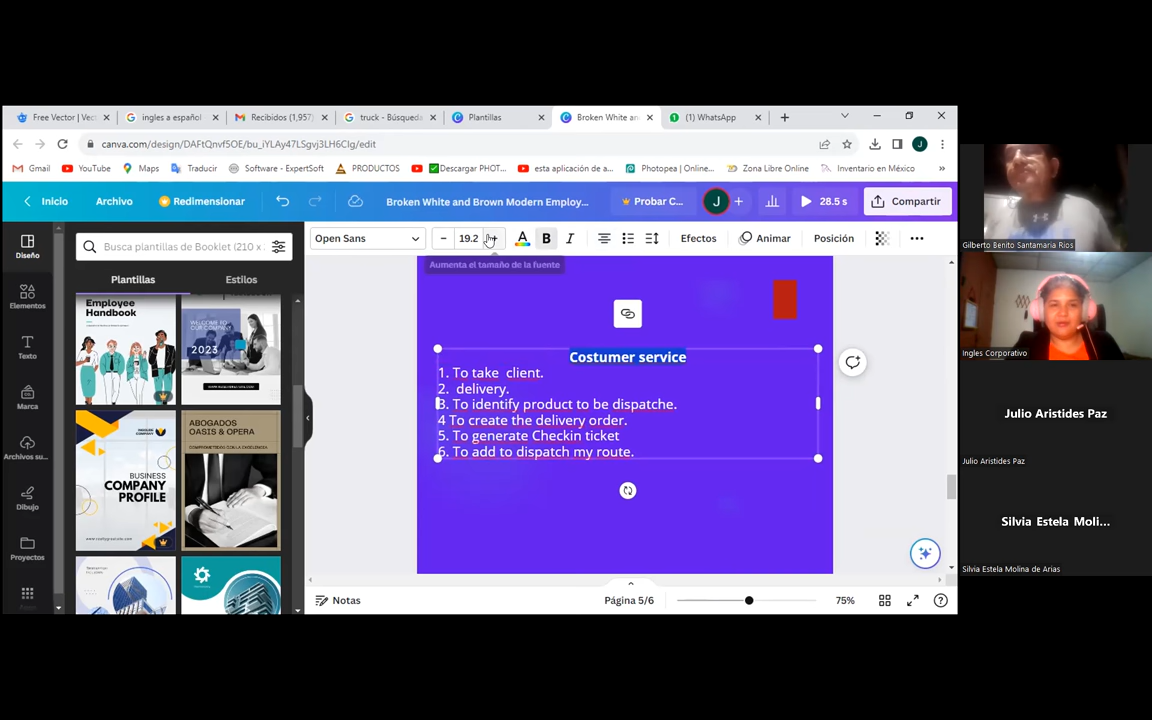 Free Vector | Vect
ingles a español
Recibidos (1,957)
truck - Búsqueda
Plantillas
Broken White and
(1) WhatsApp
canva.com/design/DAFtQnvf5OE/bu_iYLAy47LSgvj3LH6CIg/edit
Gmail
YouTube
Maps
Traducir
Software - ExpertSoft
PRODUCTOS
Descargar PHOT...
esta aplicación de a...
Photopea | Online...
Zona Libre Online
Inventario en México
»
Inicio
Archivo
Redimensionar
Broken White and Brown Modern Employ...
Probar C...
J
+
28.5 s
Compartir
Diseño
Elementos
Texto
Marca
Archivos su...
Dibujo
Proyectos
Busca plantillas de Booklet (210 x
Plantillas
Estilos
Employee
Handbook
WELCOME TO
OUR COMPANY
2023
BUSINESS
COMPANY
PROFILE
ABOGADOS
OASIS & OPERA
Open Sans
− 19.2 +
A
B
I
Efectos
Animar
Posición
Aumenta el tamaño de la fuente
Costumer service
1. To take client.
2. delivery.
3. To identify product to be dispatche.
4 To create the delivery order.
5. To generate Checkin ticket
6. To add to dispatch my route.
Notas
Página 5/6
75%
Gilberto Benito Santamaria Rios
Ingles Corporativo
Julio Aristides Paz
Julio Aristides Paz
Silvia Estela Moli...
Silvia Estela Molina de Arias